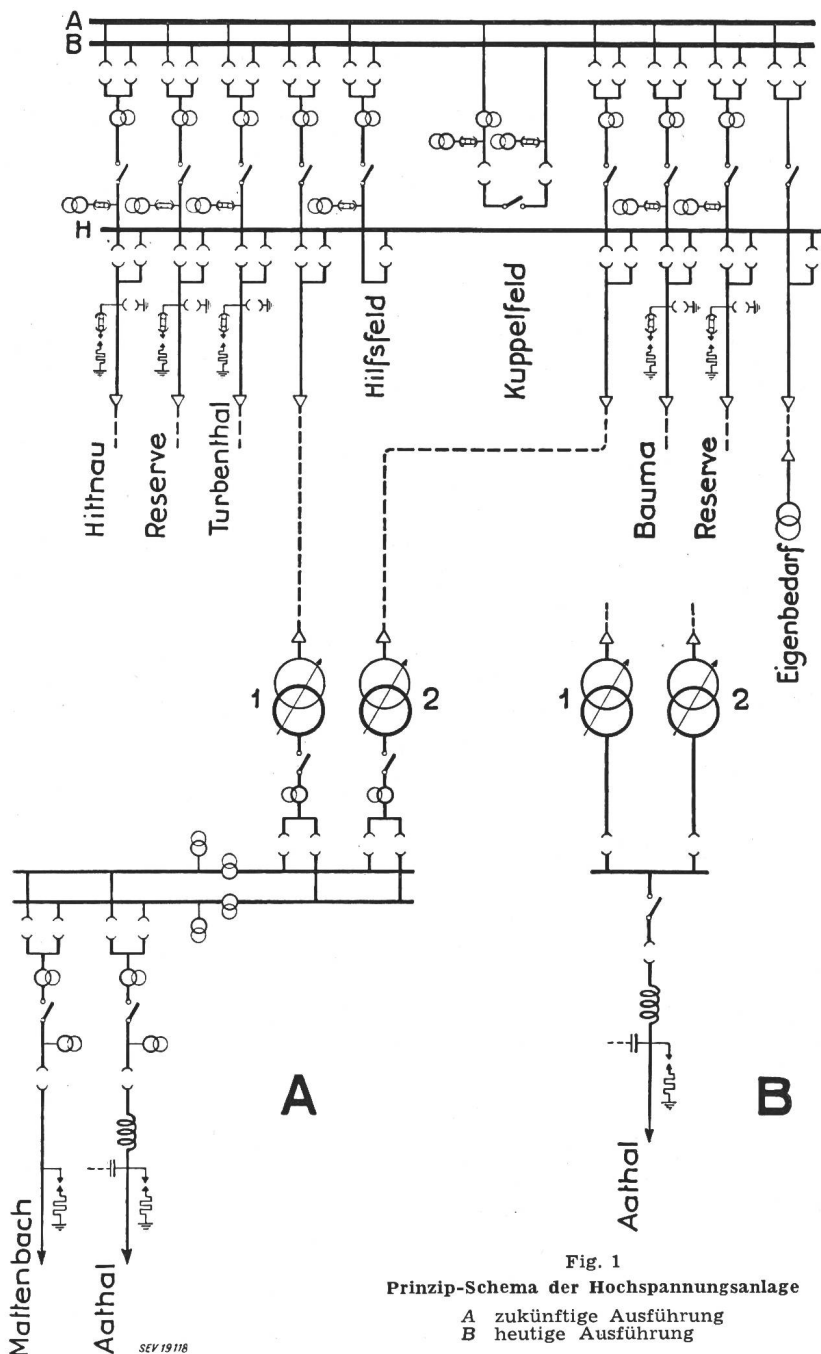 A
B
H
Hittnau
Reserve
Turbenthal
Hilfsfeld
Kuppelfeld
Bauma
Reserve
Eigenbedarf
1
2
1
2
A
B
Mattenbach
Aathal
Aathal
SEV 19118
Fig. 1
Prinzip-Schema der Hochspannungsanlage
A zukünftige Ausführung
B heutige Ausführung